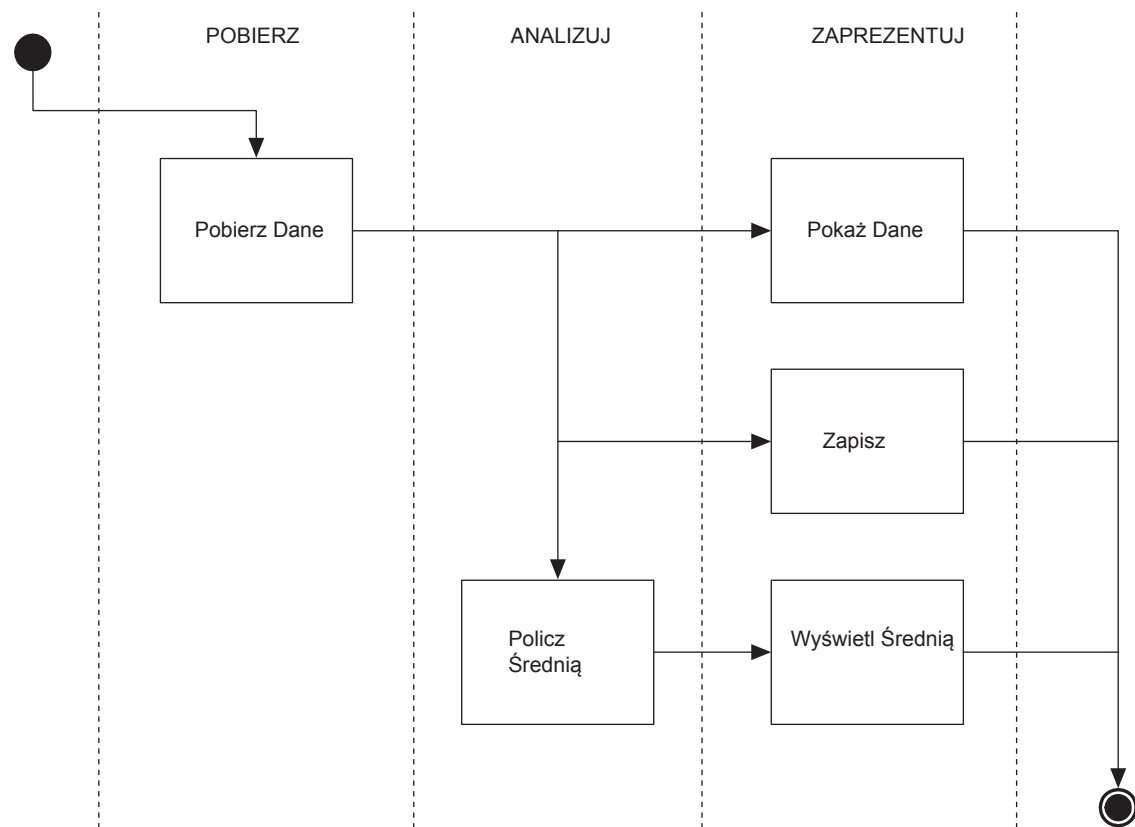 POBIERZ
ANALIZUJ
ZAPREZENTUJ
Pobierz Dane
Pokaż Dane
Zapisz
Policz
Średnią
Wyświetl Średnią